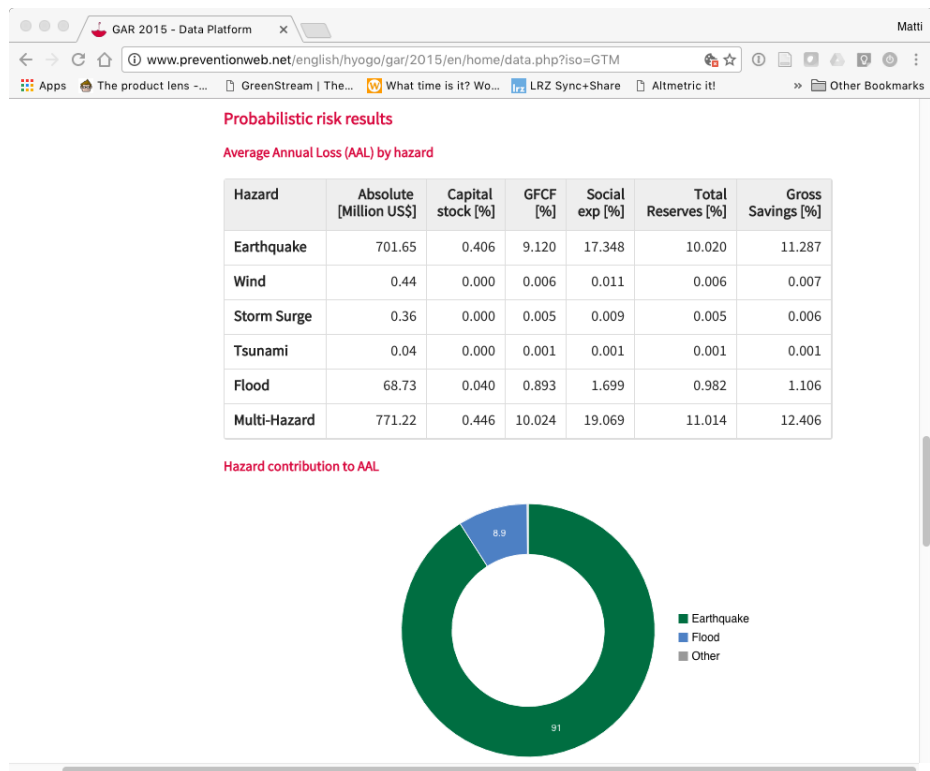 GAR 2015 - Data Platform
Matti
www.preventionweb.net/english/hyogo/gar/2015/en/home/data.php?iso=GTM
Apps The product lens -... GreenStream | The... What time is it? Wo... lrz LRZ Sync+Share Altmetric it! » Other Bookmarks
Probabilistic risk results
Average Annual Loss (AAL) by hazard
Hazard Absolute [Million US$] Capital stock [%] GFCF [%] Social exp [%] Total Reserves [%] Gross Savings [%]
Earthquake 701.65 0.406 9.120 17.348 10.020 11.287
Wind 0.44 0.000 0.006 0.011 0.006 0.007
Storm Surge 0.36 0.000 0.005 0.009 0.005 0.006
Tsunami 0.04 0.000 0.001 0.001 0.001 0.001
Flood 68.73 0.040 0.893 1.699 0.982 1.106
Multi-Hazard 771.22 0.446 10.024 19.069 11.014 12.406
Hazard contribution to AAL
8.9
Earthquake
Flood
Other
91